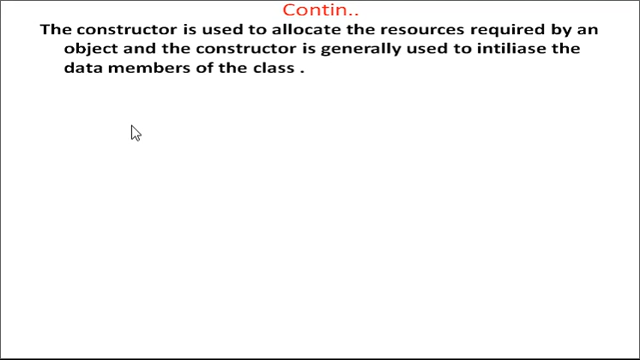 Contin..
The constructor is used to allocate the resources required by an
object and the constructor is generally used to intiliase the
data members of the class .